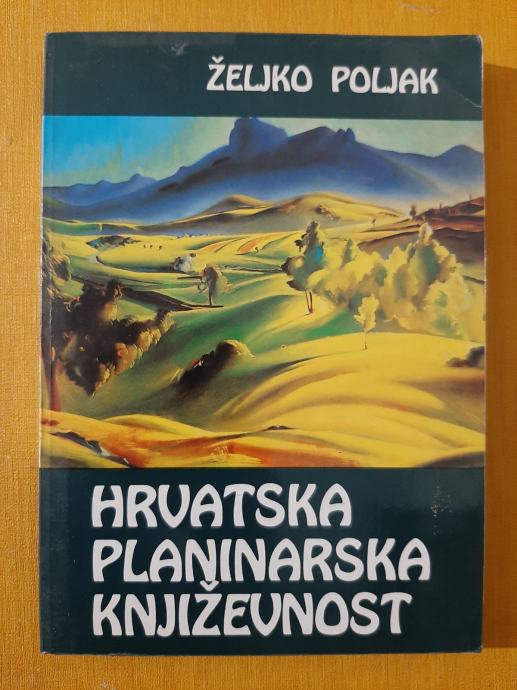 ŽELJKO POLJAK
HRVATSKA
PLANINARSKA
KNJIŽEVNOST